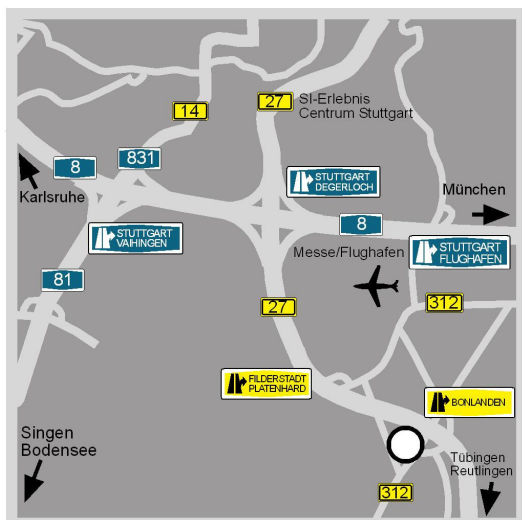 27
SI-Erlebnis
Centrum Stuttgart
14
831
8
Karlsruhe
STUTTGART
DEGERLOCH
München
8
STUTTGART
VAIHINGEN
Messe/Flughafen
STUTTGART
FLUGHAFEN
81
27
312
FILDERSTADT
PLATENHARD
BONLANDEN
Singen
Bodensee
Tübingen
Reutlingen
312